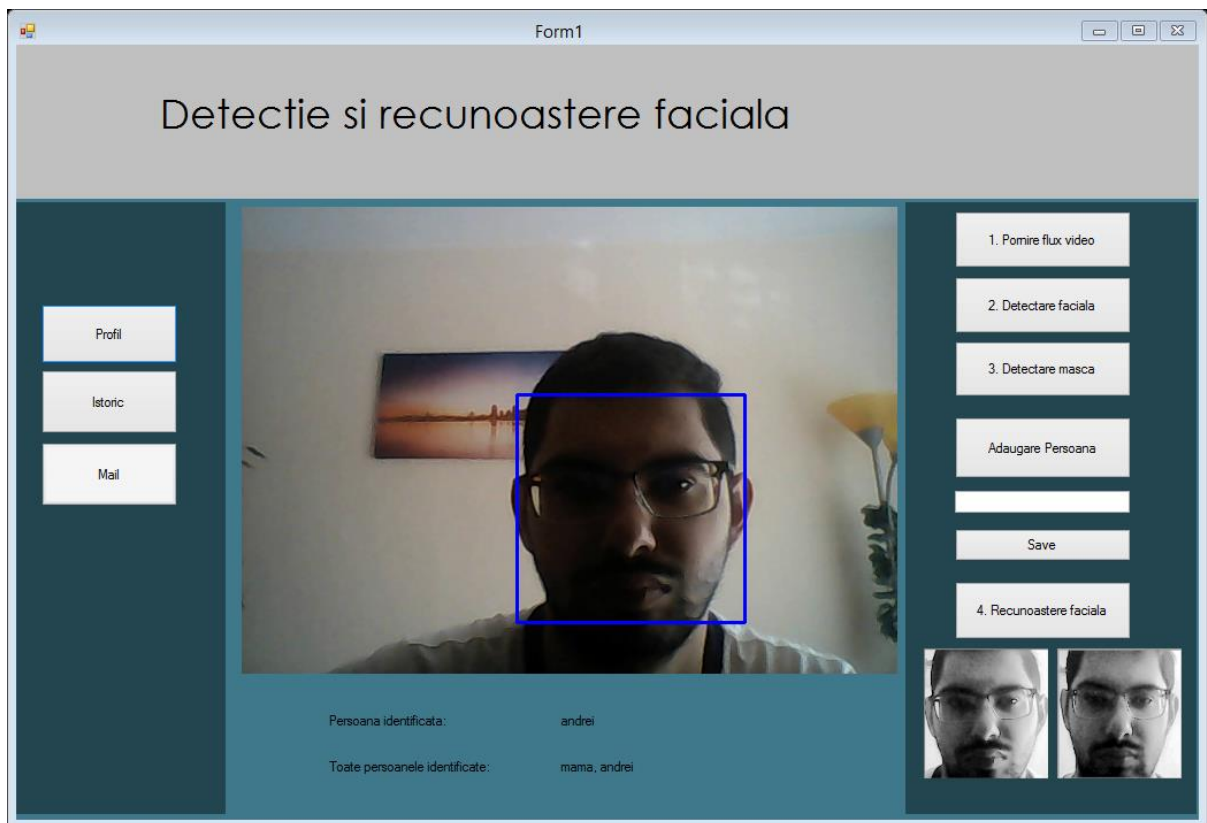 Form1
Detectie si recunoastere faciala
Profil
Istoric
Mail
1. Pornire flux video
2. Detectare faciala
3. Detectare masca
Adaugare Persoana
Save
4. Recunoastere faciala
Persoana identificata: andrei
Toate persoanele identificate: mama, andrei